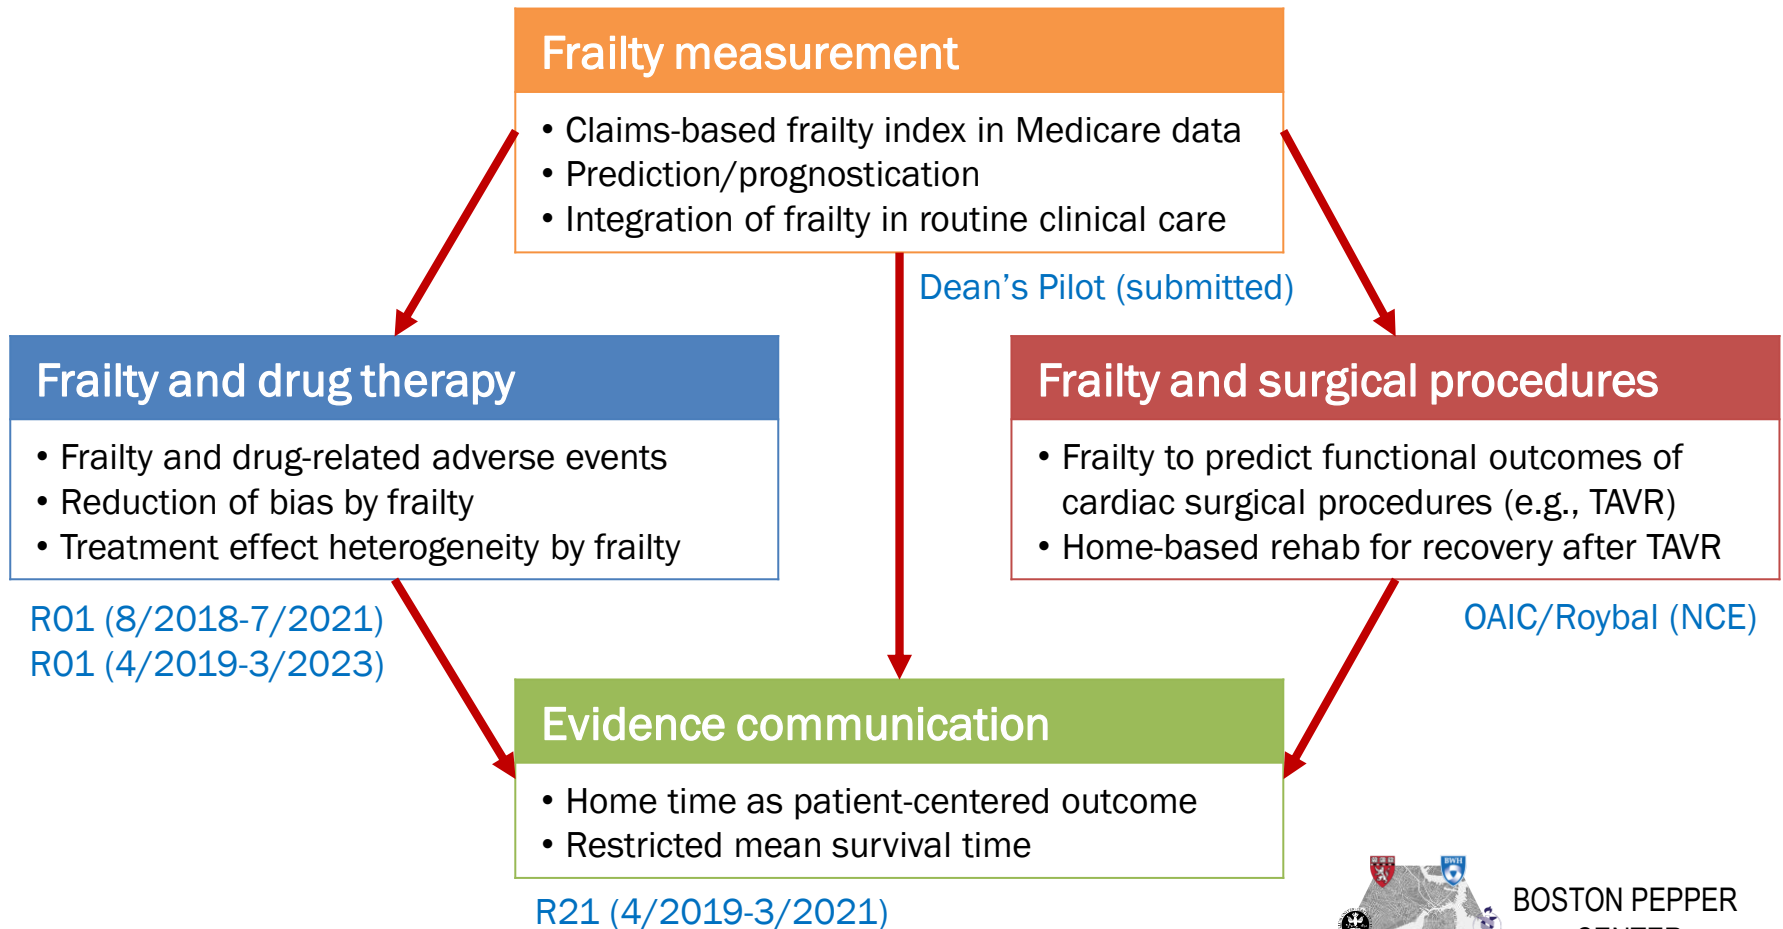 Frailty measurement
• Claims-based frailty index in Medicare data
• Prediction/prognostication
• Integration of frailty in routine clinical care
Dean’s Pilot (submitted)
Frailty and drug therapy
• Frailty and drug-related adverse events
• Reduction of bias by frailty
• Treatment effect heterogeneity by frailty
R01 (8/2018-7/2021)
R01 (4/2019-3/2023)
Frailty and surgical procedures
• Frailty to predict functional outcomes of
cardiac surgical procedures (e.g., TAVR)
• Home-based rehab for recovery after TAVR
OAIC/Roybal (NCE)
Evidence communication
• Home time as patient-centered outcome
• Restricted mean survival time
R21 (4/2019-3/2021)
BWH
BOSTON PEPPER
CENTER